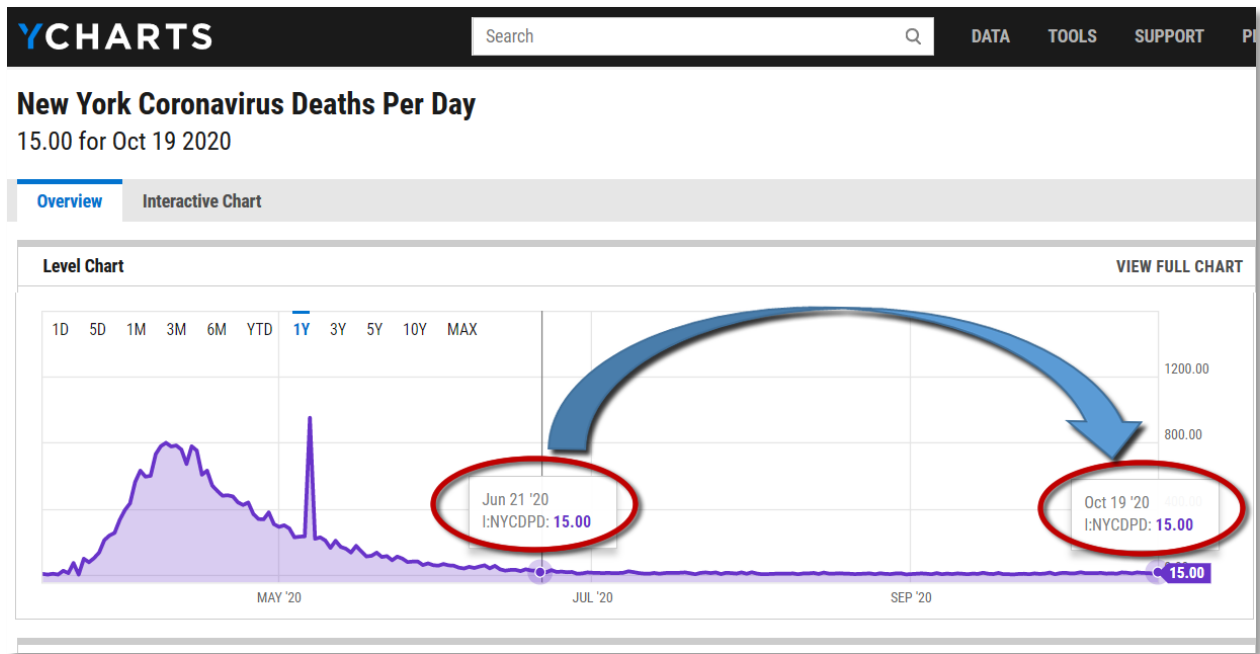 YCHARTS
Search
DATA TOOLS SUPPORT
New York Coronavirus Deaths Per Day
15.00 for Oct 19 2020
Overview Interactive Chart
Level Chart VIEW FULL CHART
1D 5D 1M 3M 6M YTD 1Y 3Y 5Y 10Y MAX
1200.00
800.00
Jun 21 '20
I:NYCDPD: 15.00
Oct 19 '20 400.00
I:NYCDPD: 15.00
15.00
MAY '20 JUL '20 SEP '20